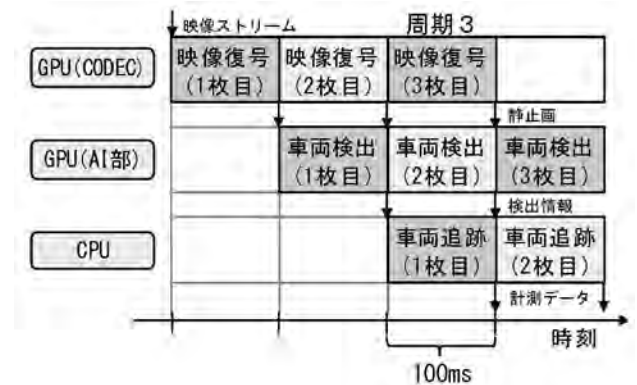 映像ストリーム
周期3
GPU(CODEC)
映像復号
(1枚目)
映像復号
(2枚目)
映像復号
(3枚目)
静止画
GPU(AI部)
車両検出
(1枚目)
車両検出
(2枚目)
車両検出
(3枚目)
検出情報
CPU
車両追跡
(1枚目)
車両追跡
(2枚目)
計測データ
時刻
100ms